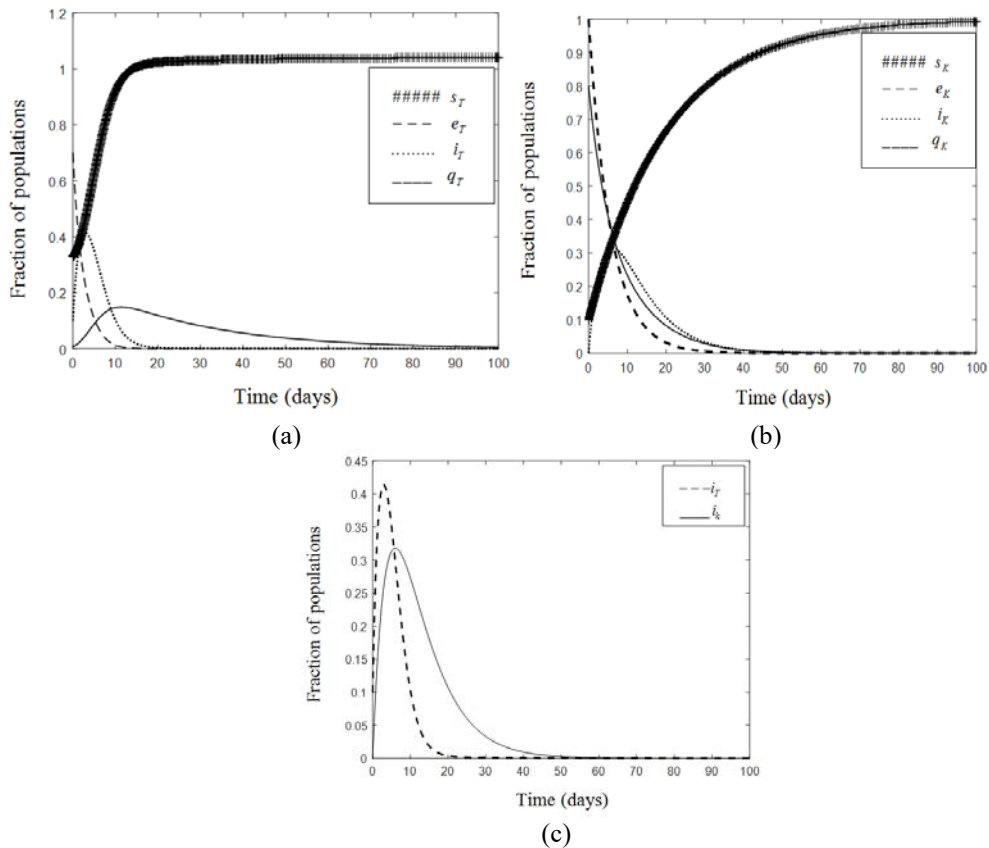 1.2
1
0.8
0.6
0.4
0.2
0
0 10 20 30 40 50 60 70 80 90 100
Fraction of populations
Time (days)
##### s_T
e_T
i_T
q_T
(a)
1
0.9
0.8
0.7
0.6
0.5
0.4
0.3
0.2
0.1
0
0 10 20 30 40 50 60 70 80 90 100
Fraction of populations
Time (days)
##### s_K
e_K
i_K
q_K
(b)
0.45
0.4
0.35
0.3
0.25
0.2
0.15
0.1
0.05
0
0 10 20 30 40 50 60 70 80 90 100
Fraction of populations
Time (days)
i_T
i_k
(c)